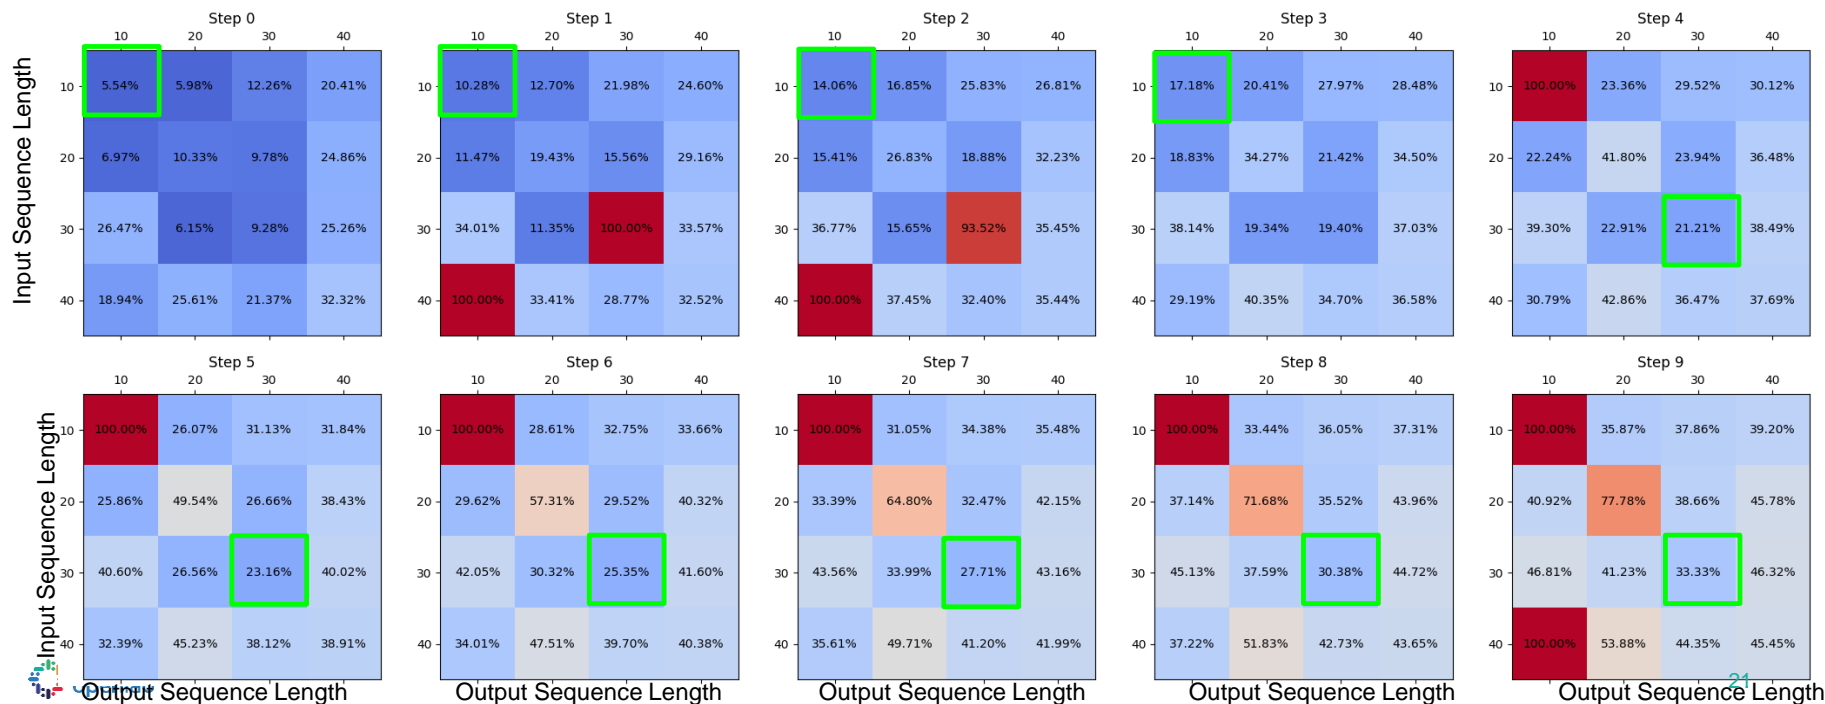 Step 0 Step 1 Step 2 Step 3 Step 4
10 20 30 40 10 20 30 40 10 20 30 40 10 20 30 40 10 20 30 40
10 5.54% 5.98% 12.26% 20.41% 10 10.28% 12.70% 21.98% 24.60% 10 14.06% 16.85% 25.83% 26.81% 10 17.18% 20.41% 27.97% 28.48% 10 100.00% 23.36% 29.52% 30.12%
20 6.97% 10.33% 9.78% 24.86% 20 11.47% 19.43% 15.56% 29.16% 20 15.41% 26.83% 18.88% 32.23% 20 18.83% 34.27% 21.42% 34.50% 20 22.24% 41.80% 23.94% 36.48%
30 26.47% 6.15% 9.28% 25.26% 30 34.01% 11.35% 100.00% 33.57% 30 36.77% 15.65% 93.52% 35.45% 30 38.14% 19.34% 19.40% 37.03% 30 39.30% 22.91% 21.21% 38.49%
40 18.94% 25.61% 21.37% 32.32% 40 100.00% 33.41% 28.77% 32.52% 40 100.00% 37.45% 32.40% 35.44% 40 29.19% 40.35% 34.70% 36.58% 40 30.79% 42.86% 36.47% 37.69%
Input Sequence Length
Step 5 Step 6 Step 7 Step 8 Step 9
10 20 30 40 10 20 30 40 10 20 30 40 10 20 30 40 10 20 30 40
10 100.00% 26.07% 31.13% 31.84% 10 100.00% 28.61% 32.75% 33.66% 10 100.00% 31.05% 34.38% 35.48% 10 100.00% 33.44% 36.05% 37.31% 10 100.00% 35.87% 37.86% 39.20%
20 25.86% 49.54% 26.66% 38.43% 20 29.62% 57.31% 29.52% 40.32% 20 33.39% 64.80% 32.47% 42.15% 20 37.14% 71.68% 35.52% 43.96% 20 40.92% 77.78% 38.66% 45.78%
30 40.60% 26.56% 23.16% 40.02% 30 42.05% 30.32% 25.35% 41.60% 30 43.56% 33.99% 27.71% 43.16% 30 45.13% 37.59% 30.38% 44.72% 30 46.81% 41.23% 33.33% 46.32%
40 32.39% 45.23% 38.12% 38.91% 40 34.01% 47.51% 39.70% 40.38% 40 35.61% 49.71% 41.20% 41.99% 40 37.22% 51.83% 42.73% 43.65% 40 100.00% 53.88% 44.35% 45.45%
Input Sequence Length
Output Sequence Length Output Sequence Length Output Sequence Length Output Sequence Length
21